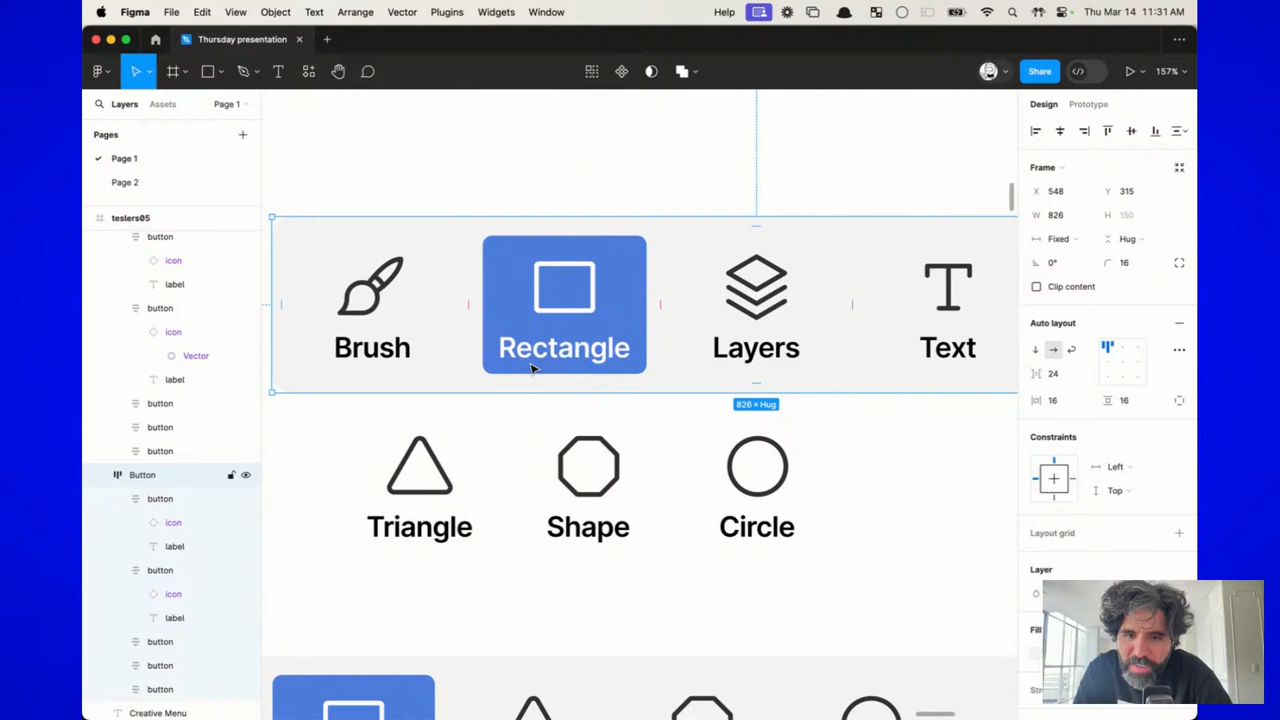 Figma File Edit View Object Text Arrange Vector Plugins Widgets Window Help Thu Mar 14 11:31 AM
Thursday presentation
Share 157%
Layers Assets Page 1
Design Prototype
Pages
Page 1
Page 2
teslers05
button
icon
label
button
icon
Vector
label
button
button
button
Button
button
icon
label
button
icon
label
button
button
button
Creative Menu
Brush
Rectangle
Layers
Text
826 × Hug
Triangle
Shape
Circle
Frame
X 548 Y 315
W 826 H 150
Fixed Hug
0° 16
Clip content
Auto layout
24
16 16
Constraints
Left
Top
Layout grid
Layer